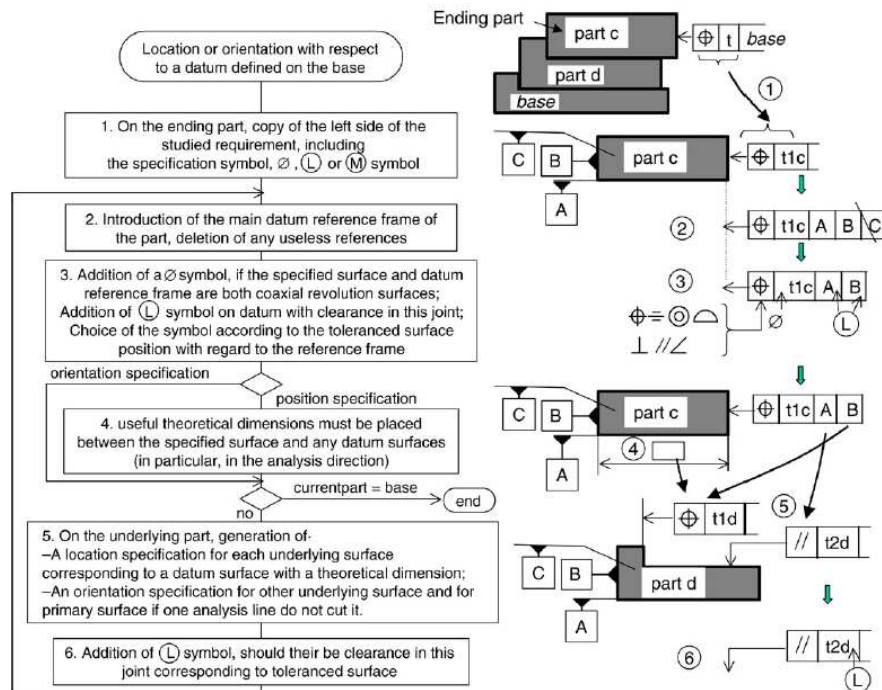 Location or orientation with respect
to a datum defined on the base
1. On the ending part, copy of the left side of the
studied requirement, including
the specification symbol, ∅ , Ⓛ or Ⓜ symbol
2. Introduction of the main datum reference frame of
the part, deletion of any useless references
3. Addition of a ∅ symbol, if the specified surface and datum
reference frame are both coaxial revolution surfaces;
Addition of Ⓛ symbol on datum with clearance in this joint;
Choice of the symbol according to the toleranced surface
position with regard to the reference frame
orientation specification
position specification
4. useful theoretical dimensions must be placed
between the specified surface and any datum surfaces
(in particular, in the analysis direction)
currentpart = base
end
no
5. On the underlying part, generation of·
–A location specification for each underlying surface
corresponding to a datum surface with a theoretical dimension;
–An orientation specification for other underlying surface and for
primary surface if one analysis line do not cut it.
6. Addition of Ⓛ symbol, should their be clearance in this
joint corresponding to toleranced surface
Ending part
part c
⌖ t base
part d
base
①
C B part c ⌖ t1c
A
② ⌖ t1c A B C
③ ⌖ t1c A B
⌖ ⌯ ◎ ⌓ ∅ Ⓛ
⊥ // ∠
C B part c ⌖ t1c A B
A
④
⑤
⌖ t1d
// t2d
C B
part d
A
⑥ // t2d
Ⓛ